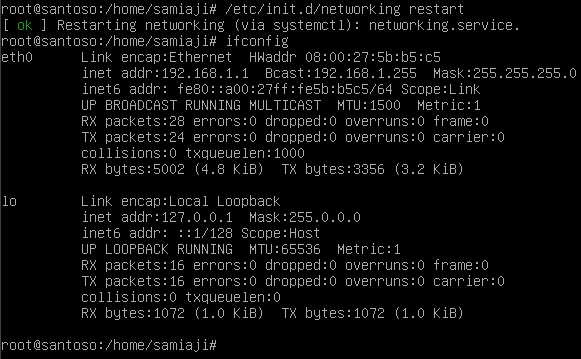 root@santoso:/home/samiaji# /etc/init.d/networking restart
[ ok ] Restarting networking (via systemctl): networking.service.
root@santoso:/home/samiaji# ifconfig
eth0      Link encap:Ethernet  HWaddr 08:00:27:5b:b5:c5
          inet addr:192.168.1.1  Bcast:192.168.1.255  Mask:255.255.255.0
          inet6 addr: fe80::a00:27ff:fe5b:b5c5/64 Scope:Link
          UP BROADCAST RUNNING MULTICAST  MTU:1500  Metric:1
          RX packets:28 errors:0 dropped:0 overruns:0 frame:0
          TX packets:24 errors:0 dropped:0 overruns:0 carrier:0
          collisions:0 txqueuelen:1000
          RX bytes:5002 (4.8 KiB)  TX bytes:3356 (3.2 KiB)
lo        Link encap:Local Loopback
          inet addr:127.0.0.1  Mask:255.0.0.0
          inet6 addr: ::1/128 Scope:Host
          UP LOOPBACK RUNNING  MTU:65536  Metric:1
          RX packets:16 errors:0 dropped:0 overruns:0 frame:0
          TX packets:16 errors:0 dropped:0 overruns:0 carrier:0
          collisions:0 txqueuelen:0
          RX bytes:1072 (1.0 KiB)  TX bytes:1072 (1.0 KiB)
root@santoso:/home/samiaji#